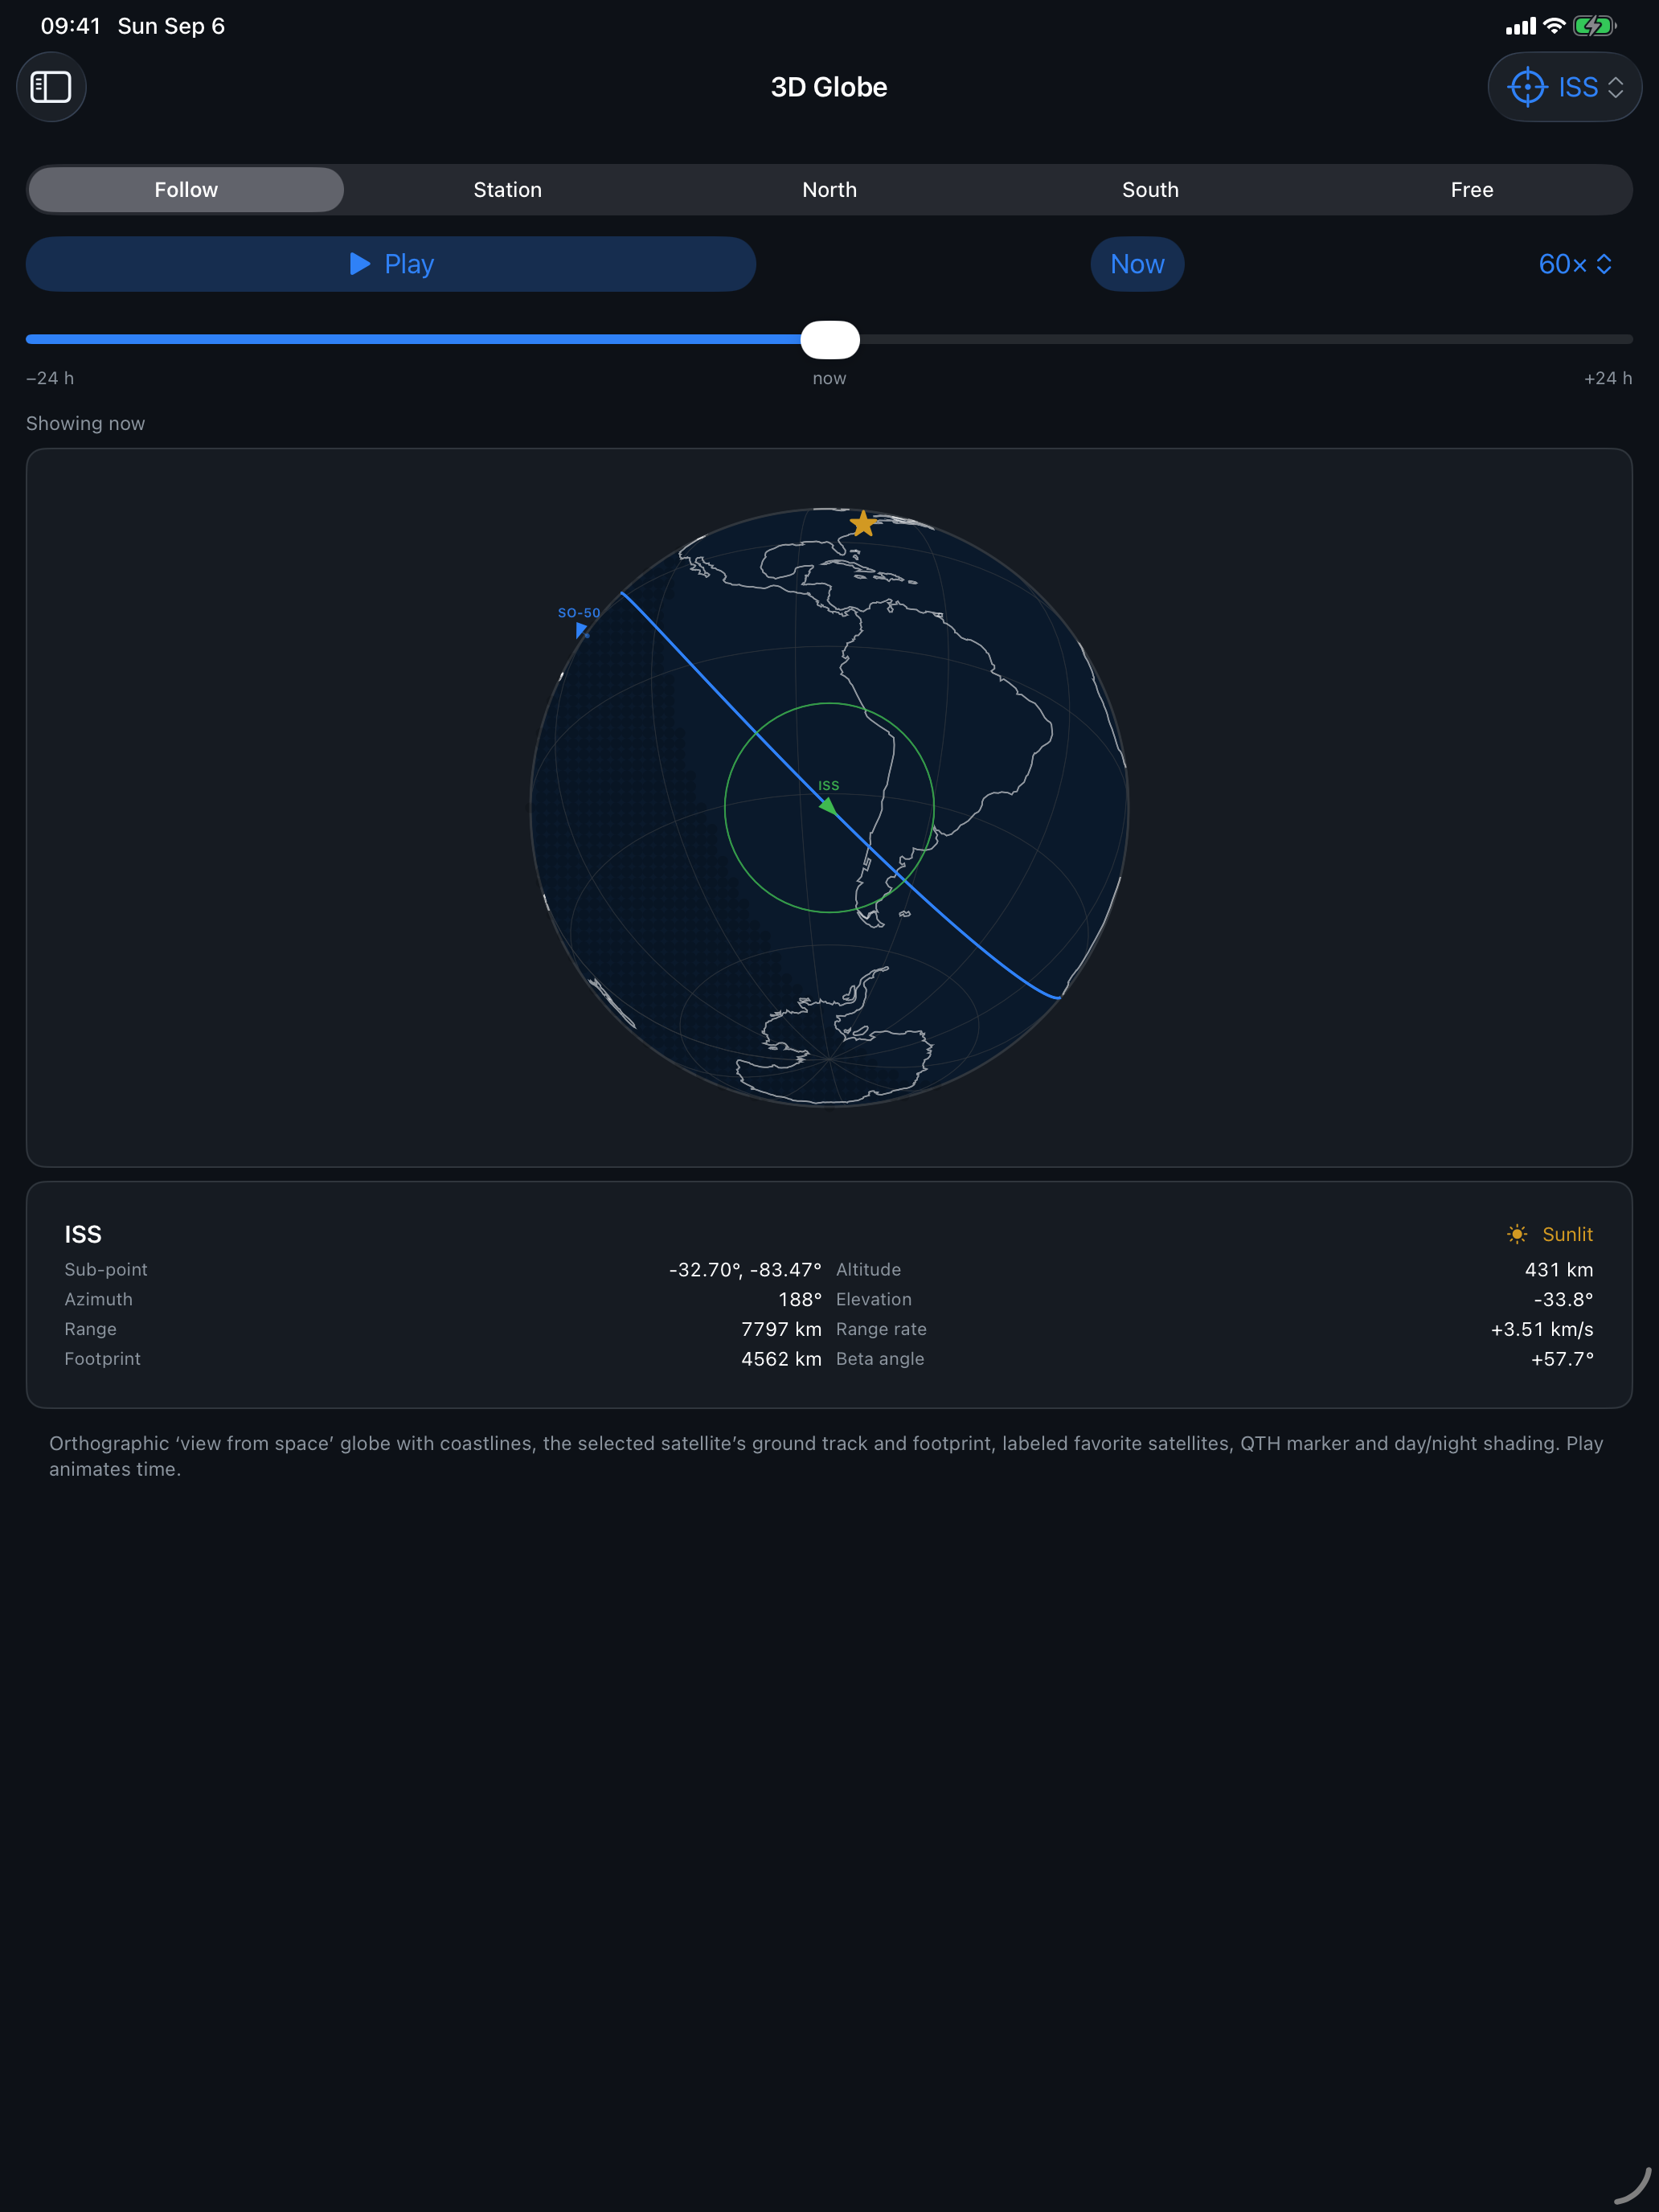 09:41 Sun Sep 6
3D Globe
ISS
Follow Station North South Free
Play Now 60×
−24 h now +24 h
Showing now
SO-50
ISS
ISS Sunlit
Sub-point -32.70°, -83.47° Altitude 431 km
Azimuth 188° Elevation -33.8°
Range 7797 km Range rate +3.51 km/s
Footprint 4562 km Beta angle +57.7°
Orthographic ‘view from space’ globe with coastlines, the selected satellite’s ground track and footprint, labeled favorite satellites, QTH marker and day/night shading. Play
animates time.